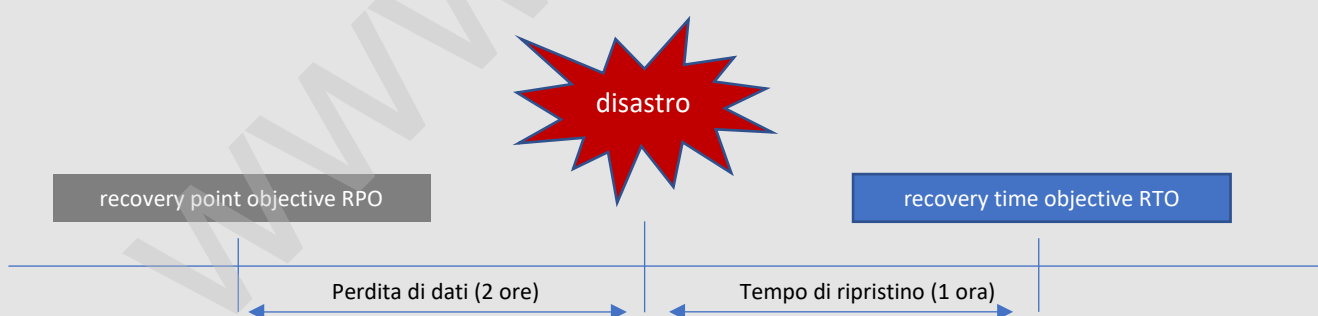 www
disastro
recovery point objective RPO
recovery time objective RTO
Perdita di dati (2 ore)
Tempo di ripristino (1 ora)